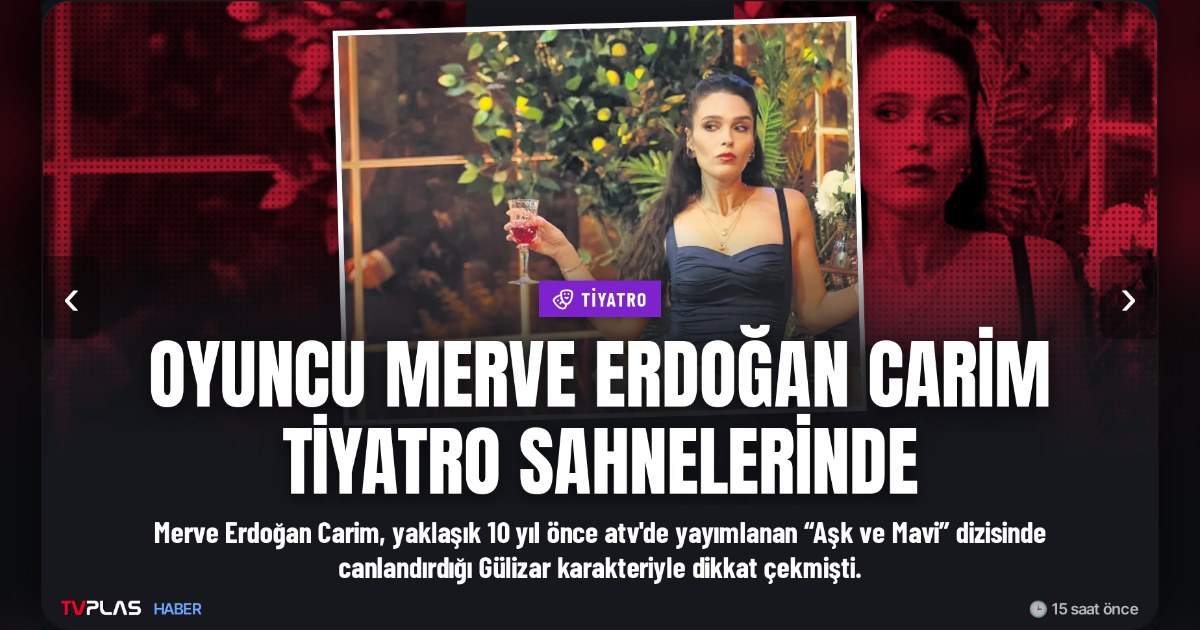 TİYATRO
OYUNCU MERVE ERDOĞAN CARİM
TİYATRO SAHNELERİNDE
Merve Erdoğan Carim, yaklaşık 10 yıl önce atv'de yayımlanan “Aşk ve Mavi” dizisinde
canlandırdığı Gülizar karakteriyle dikkat çekmişti.
TVPLAS HABER
15 saat önce